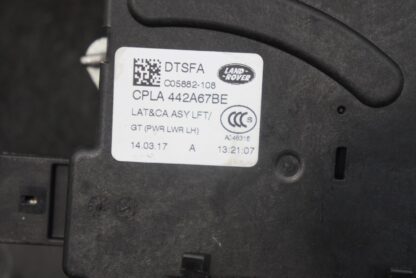 DTSFA
LAND-
ROVER
C05882-108
CPLA 442A67BE
LAT&CA ASY LFT/
GT (PWR LWR LH)
CCC
14.03.17 A 13:21:07